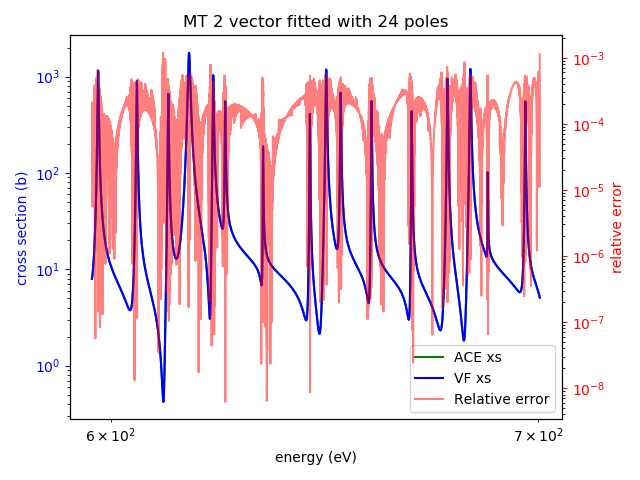 MT 2 vector fitted with 24 poles
cross section (b)
10³
10²
10¹
10⁰
10⁻³
10⁻⁴
10⁻⁵
10⁻⁶
10⁻⁷
10⁻⁸
relative error
ACE xs
VF xs
Relative error
6 × 10²
7 × 10²
energy (eV)